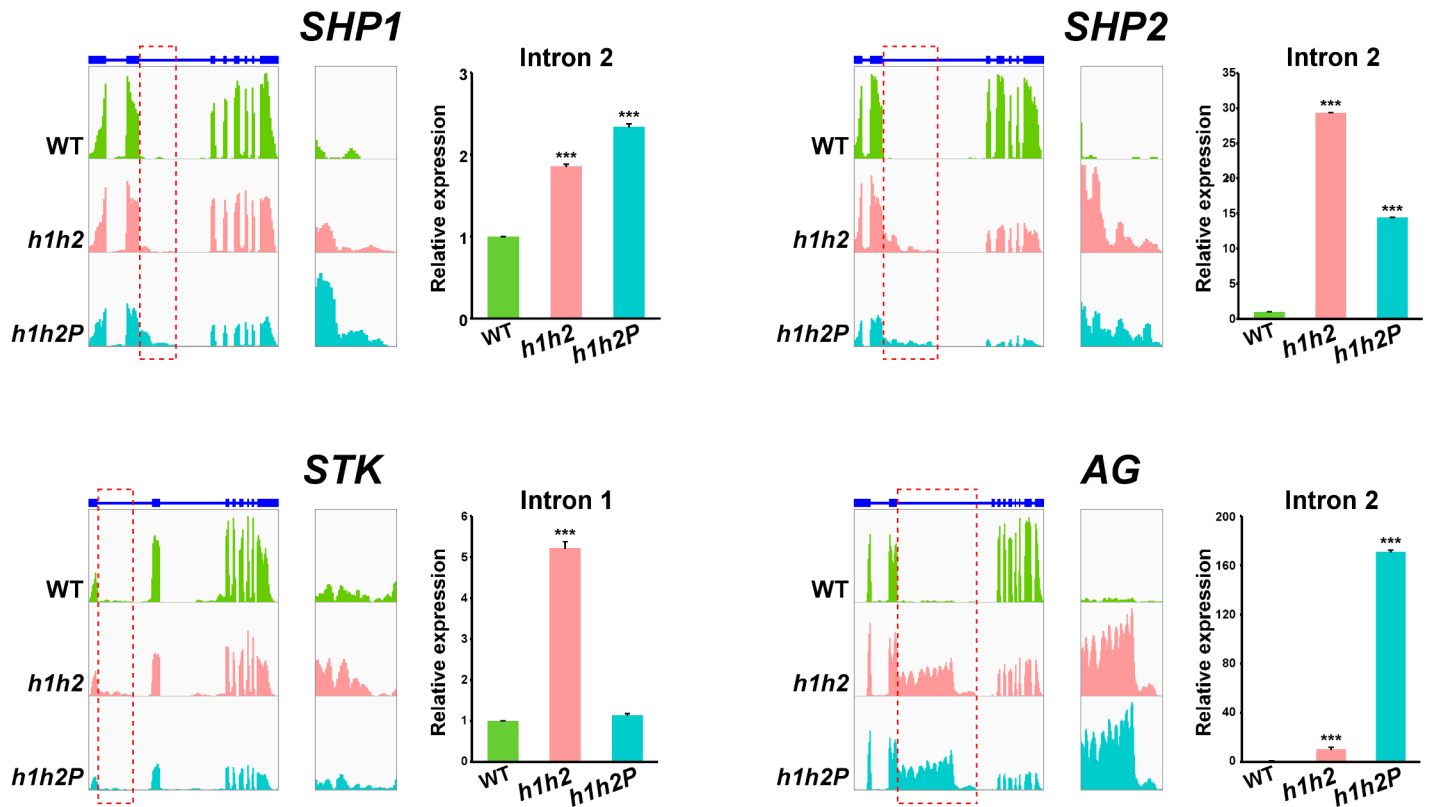 SHP1
WT
h1h2
h1h2P
Intron 2
Relative expression
3
2
1
0
***
***
WT
h1h2
h1h2P
SHP2
WT
h1h2
h1h2P
Intron 2
Relative expression
35
30
25
20
15
10
5
0
***
***
WT
h1h2
h1h2P
STK
WT
h1h2
h1h2P
Intron 1
Relative expression
6
5
4
3
2
1
0
***
WT
h1h2
h1h2P
AG
WT
h1h2
h1h2P
Intron 2
Relative expression
200
160
120
80
40
0
***
***
WT
h1h2
h1h2P